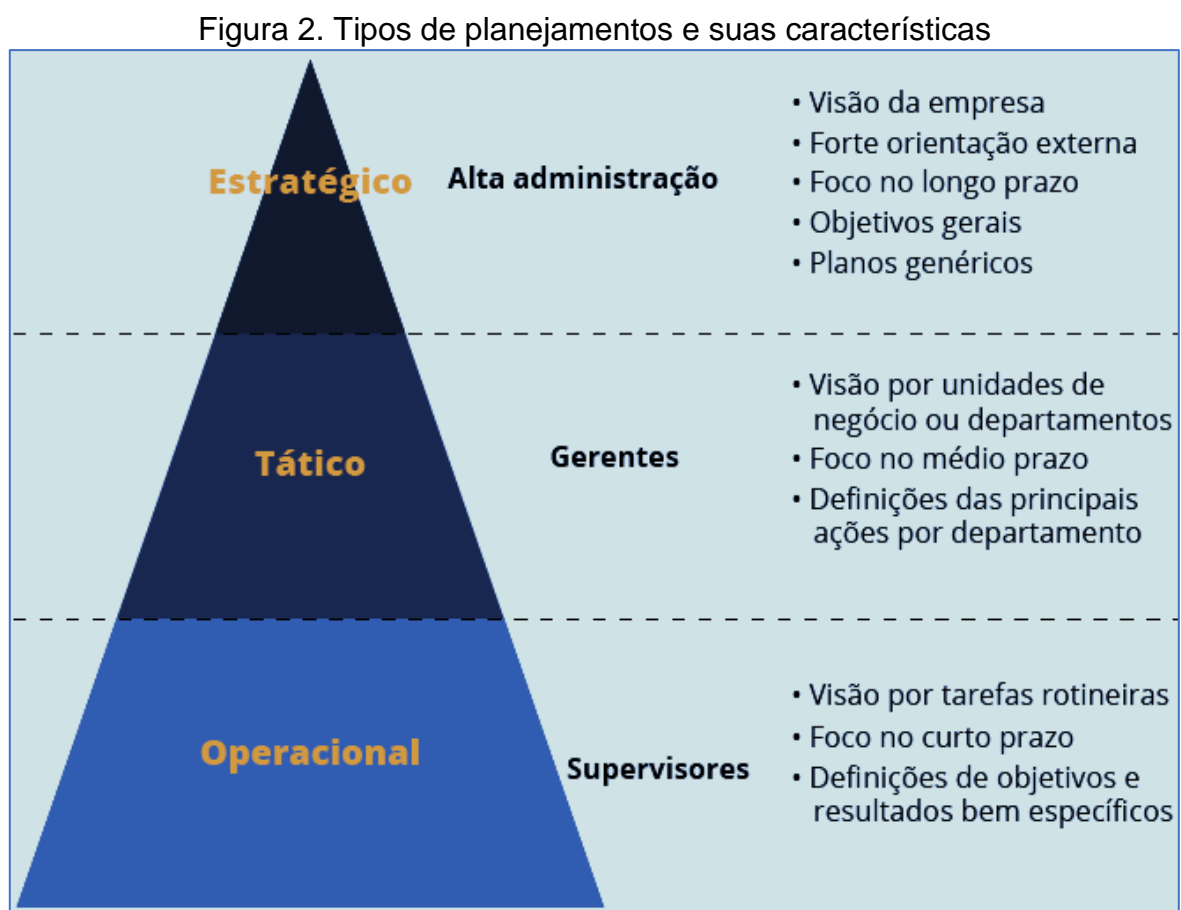 Figura 2. Tipos de planejamentos e suas características
Estratégico
Alta administração
• Visão da empresa
• Forte orientação externa
• Foco no longo prazo
• Objetivos gerais
• Planos genéricos
Tático
Gerentes
• Visão por unidades de
negócio ou departamentos
• Foco no médio prazo
• Definições das principais
ações por departamento
Operacional
Supervisores
• Visão por tarefas rotineiras
• Foco no curto prazo
• Definições de objetivos e
resultados bem específicos